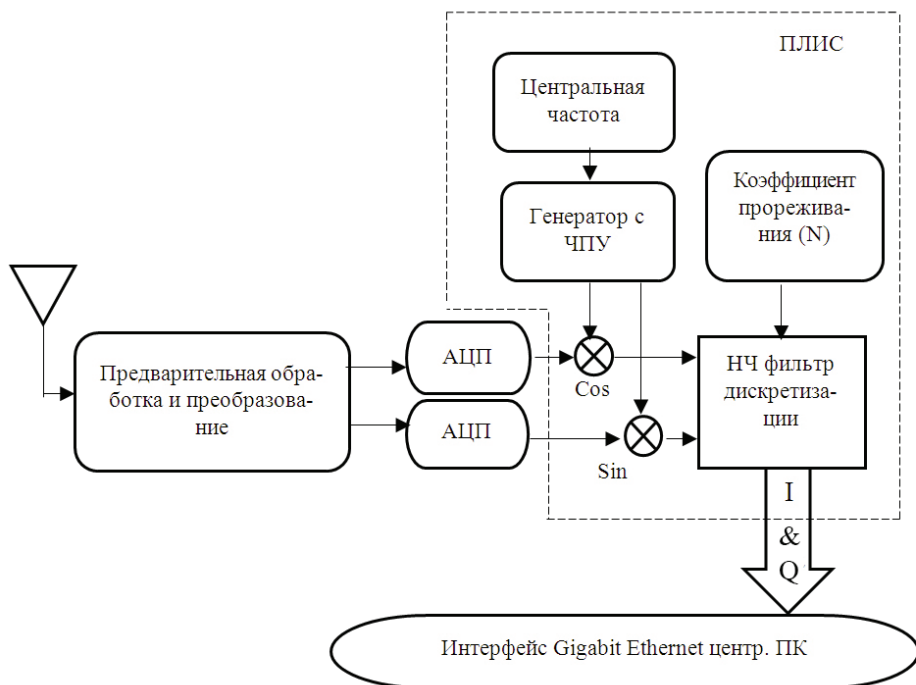 ПЛИС
Центральная
частота
Генератор с
ЧПУ
Коэффициент
прорежива-
ния (N)
Предварительная обра-
ботка и преобразова-
ние
АЦП
АЦП
Cos
Sin
НЧ фильтр
дискретиза-
ции
I
&
Q
Интерфейс Gigabit Ethernet центр. ПК